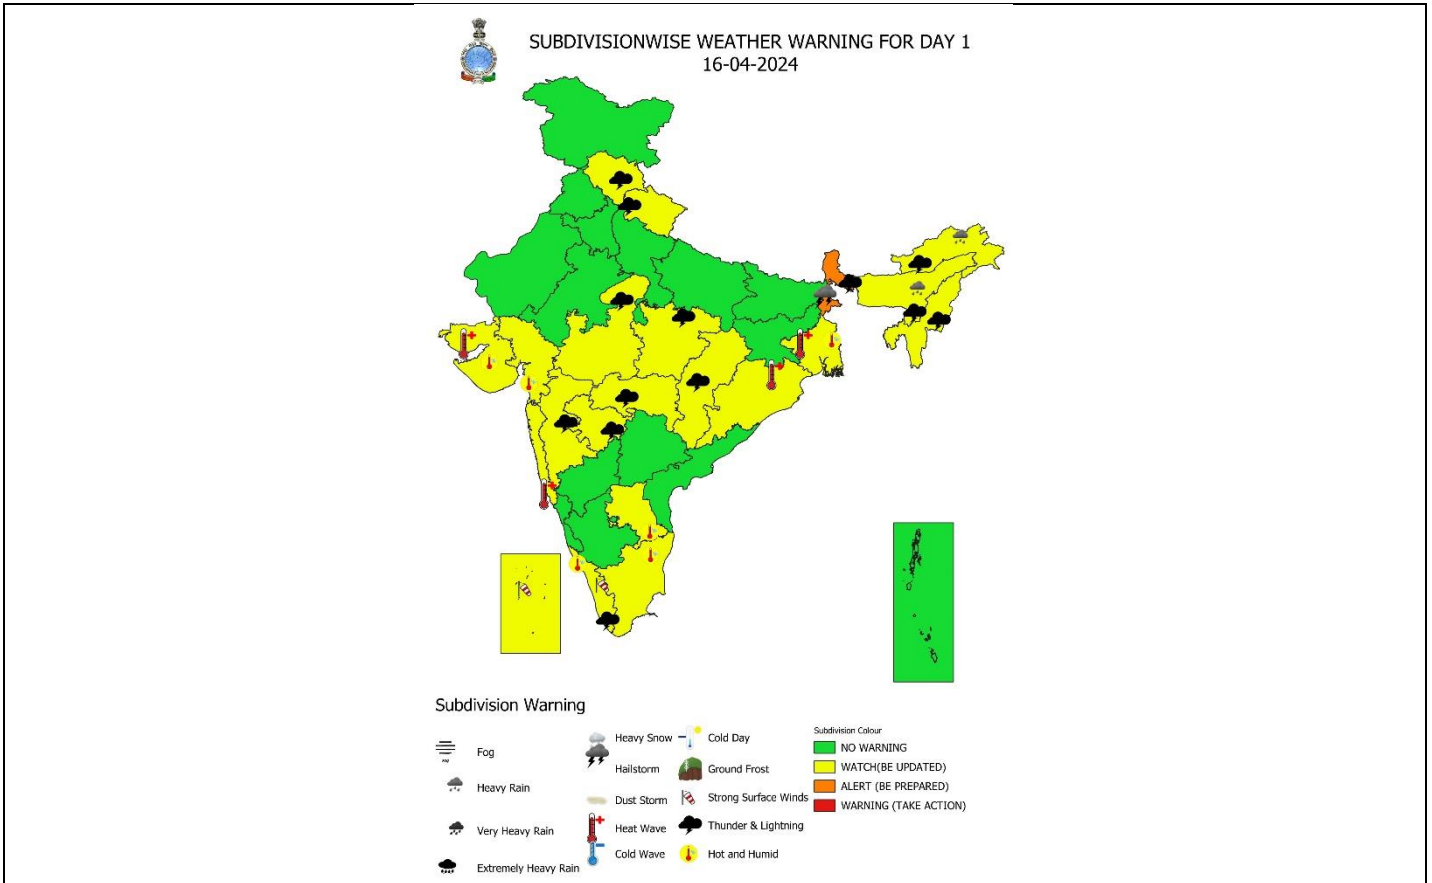 SUBDIVISIONWISE WEATHER WARNING FOR DAY 1
16-04-2024
Subdivision Warning
Fog
Heavy Rain
Very Heavy Rain
Extremely Heavy Rain
Heavy Snow
Hailstorm
Dust Storm
Heat Wave
Cold Wave
Cold Day
Ground Frost
Strong Surface Winds
Thunder & Lightning
Hot and Humid
Subdivision Colour
NO WARNING
WATCH(BE UPDATED)
ALERT (BE PREPARED)
WARNING (TAKE ACTION)